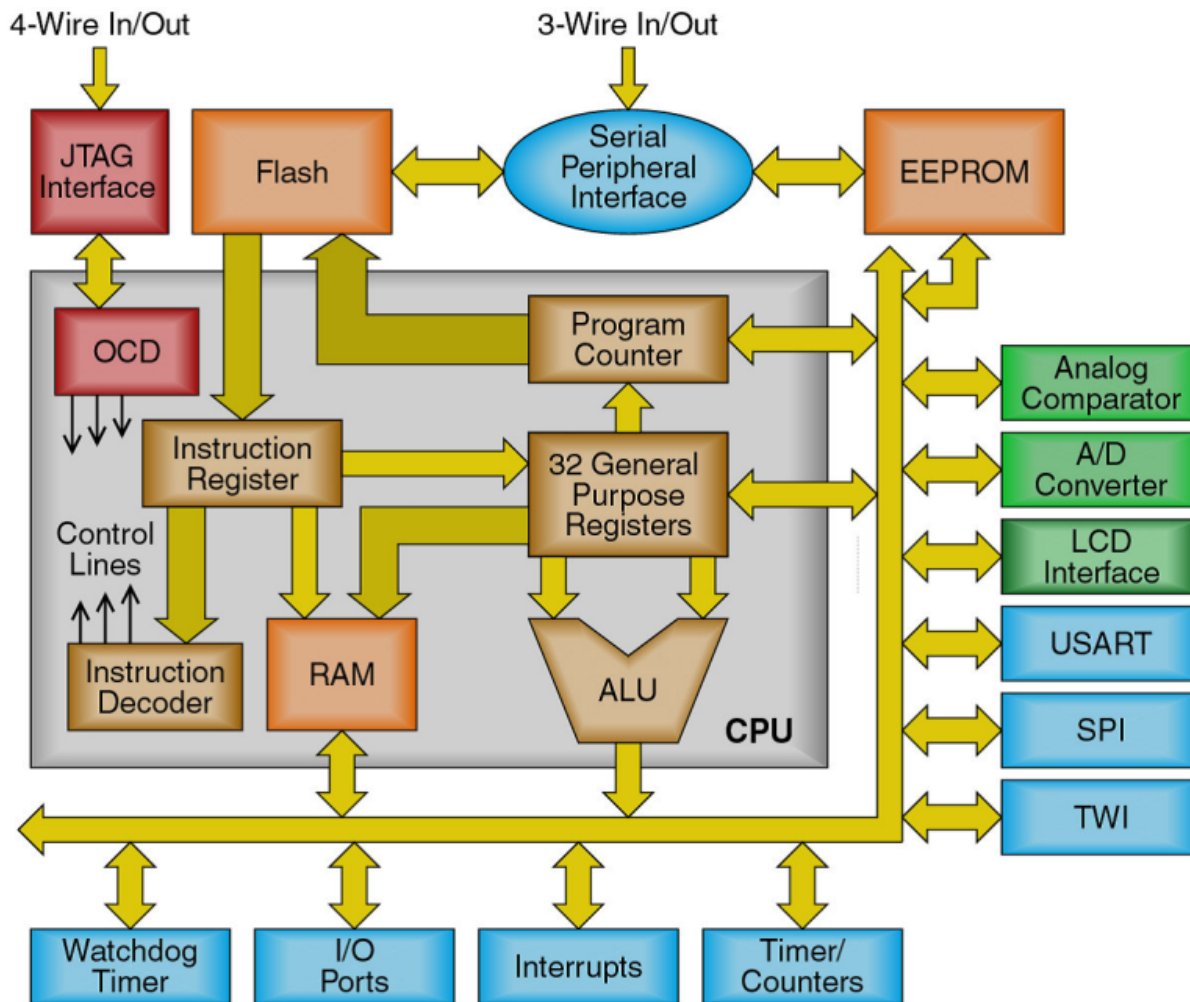 4-Wire In/Out
3-Wire In/Out
JTAG
Interface
Flash
Serial
Peripheral
Interface
EEPROM
OCD
Program
Counter
Analog
Comparator
Instruction
Register
32 General
Purpose
Registers
A/D
Converter
Control
Lines
LCD
Interface
Instruction
Decoder
RAM
ALU
CPU
USART
SPI
TWI
Watchdog
Timer
I/O
Ports
Interrupts
Timer/
Counters